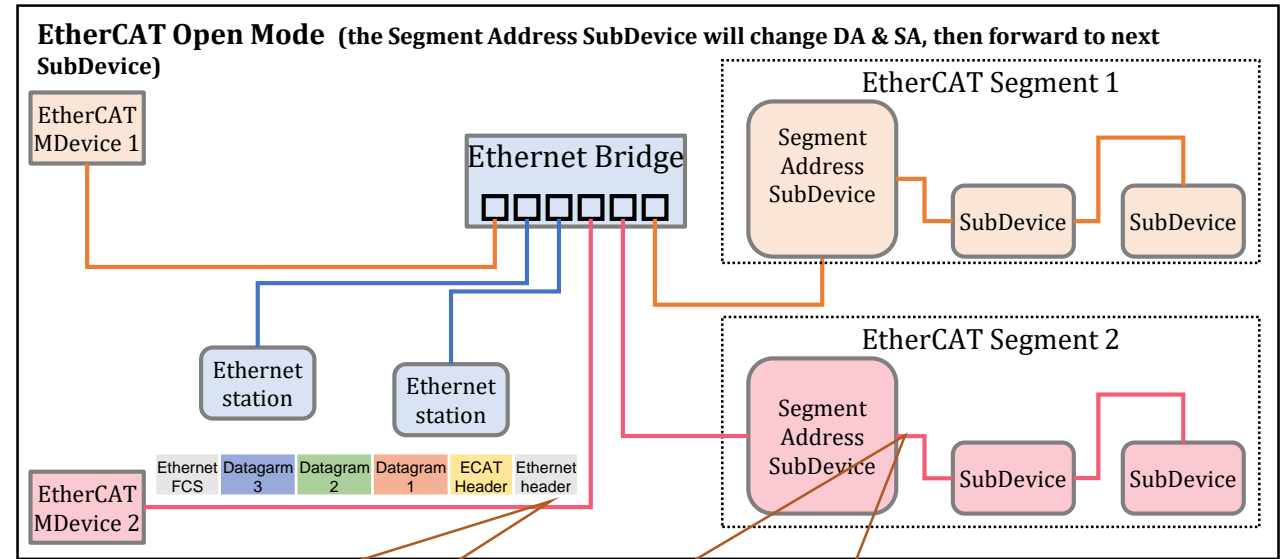 EtherCAT Open Mode (the Segment Address SubDevice will change DA & SA, then forward to next
SubDevice)
EtherCAT
MDevice 1
Ethernet Bridge
EtherCAT Segment 1
Segment
Address
SubDevice
SubDevice
SubDevice
Ethernet
station
Ethernet
station
EtherCAT Segment 2
Segment
Address
SubDevice
SubDevice
SubDevice
EtherCAT
MDevice 2
Ethernet
FCS
Datagarm
3
Datagram
2
Datagram
1
ECAT
Header
Ethernet
header